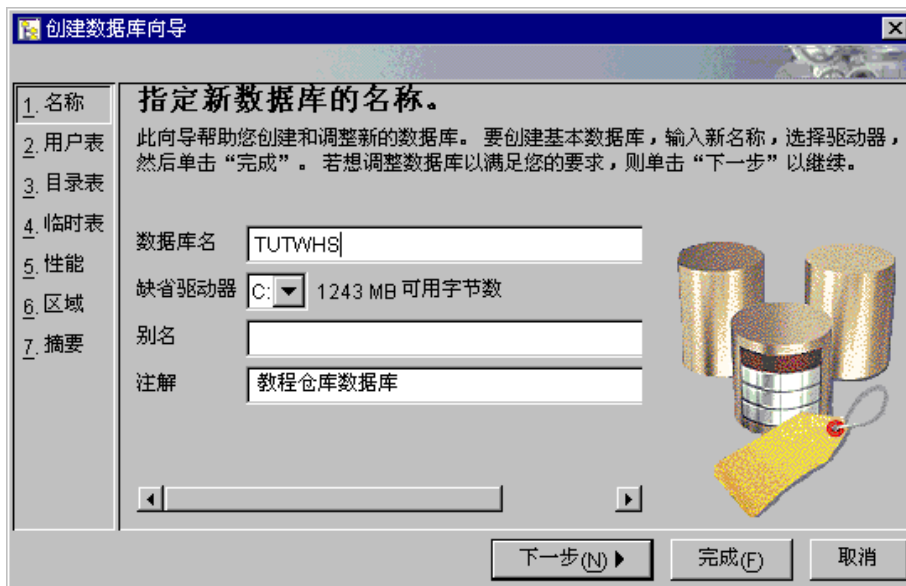 创建数据库向导
1. 名称
2. 用户表
3. 目录表
4. 临时表
5. 性能
6. 区域
7. 摘要
指定新数据库的名称。
此向导帮助您创建和调整新的数据库。 要创建基本数据库，输入新名称，选择驱动器，
然后单击“完成”。 若想调整数据库以满足您的要求，则单击“下一步”以继续。
数据库名 TUTWHS
缺省驱动器 C: 1243 MB 可用字节数
别名
注解 教程仓库数据库
下一步(N) 完成(F) 取消